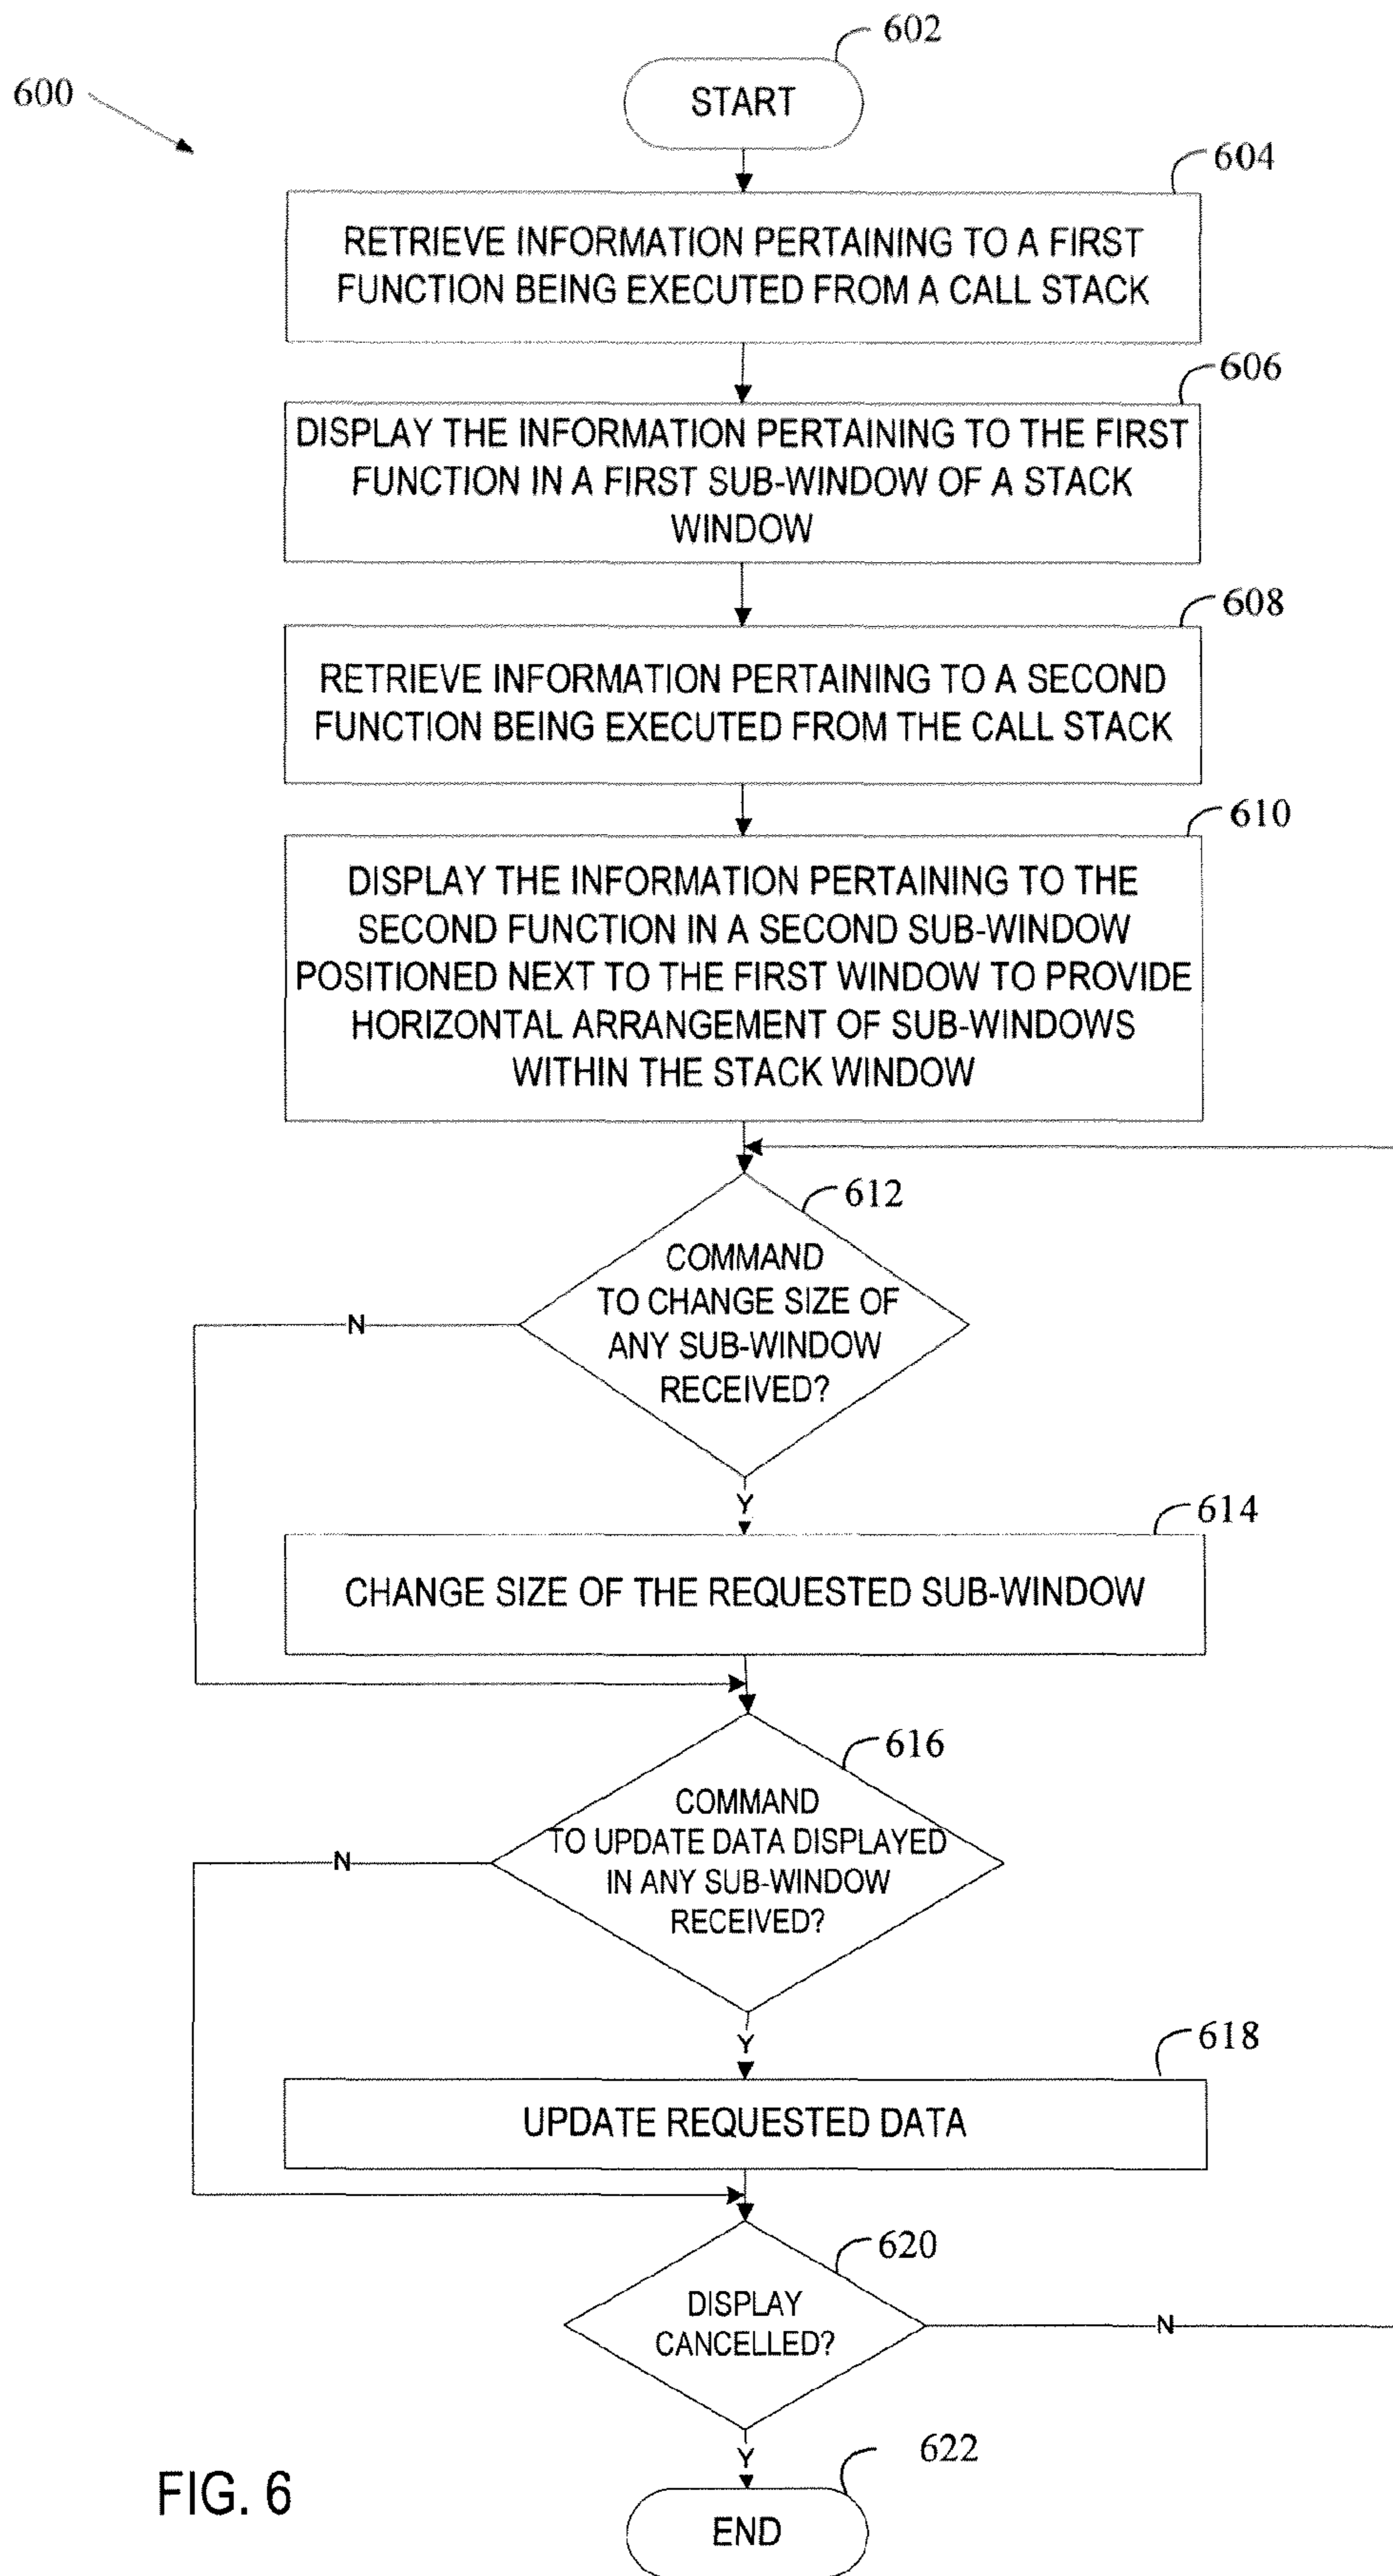 602
600
START
604
RETRIEVE INFORMATION PERTAINING TO A FIRST
FUNCTION BEING EXECUTED FROM A CALL STACK
606
DISPLAY THE INFORMATION PERTAINING TO THE FIRST
FUNCTION IN A FIRST SUB-WINDOW OF A STACK
WINDOW
608
RETRIEVE INFORMATION PERTAINING TO A SECOND
FUNCTION BEING EXECUTED FROM THE CALL STACK
610
DISPLAY THE INFORMATION PERTAINING TO THE
SECOND FUNCTION IN A SECOND SUB-WINDOW
POSITIONED NEXT TO THE FIRST WINDOW TO PROVIDE
HORIZONTAL ARRANGEMENT OF SUB-WINDOWS
WITHIN THE STACK WINDOW
612
COMMAND
TO CHANGE SIZE OF
ANY SUB-WINDOW
RECEIVED?
N
Y
614
CHANGE SIZE OF THE REQUESTED SUB-WINDOW
616
COMMAND
TO UPDATE DATA DISPLAYED
IN ANY SUB-WINDOW
RECEIVED?
N
Y
618
UPDATE REQUESTED DATA
620
DISPLAY
CANCELLED?
N
Y
622
END
FIG. 6